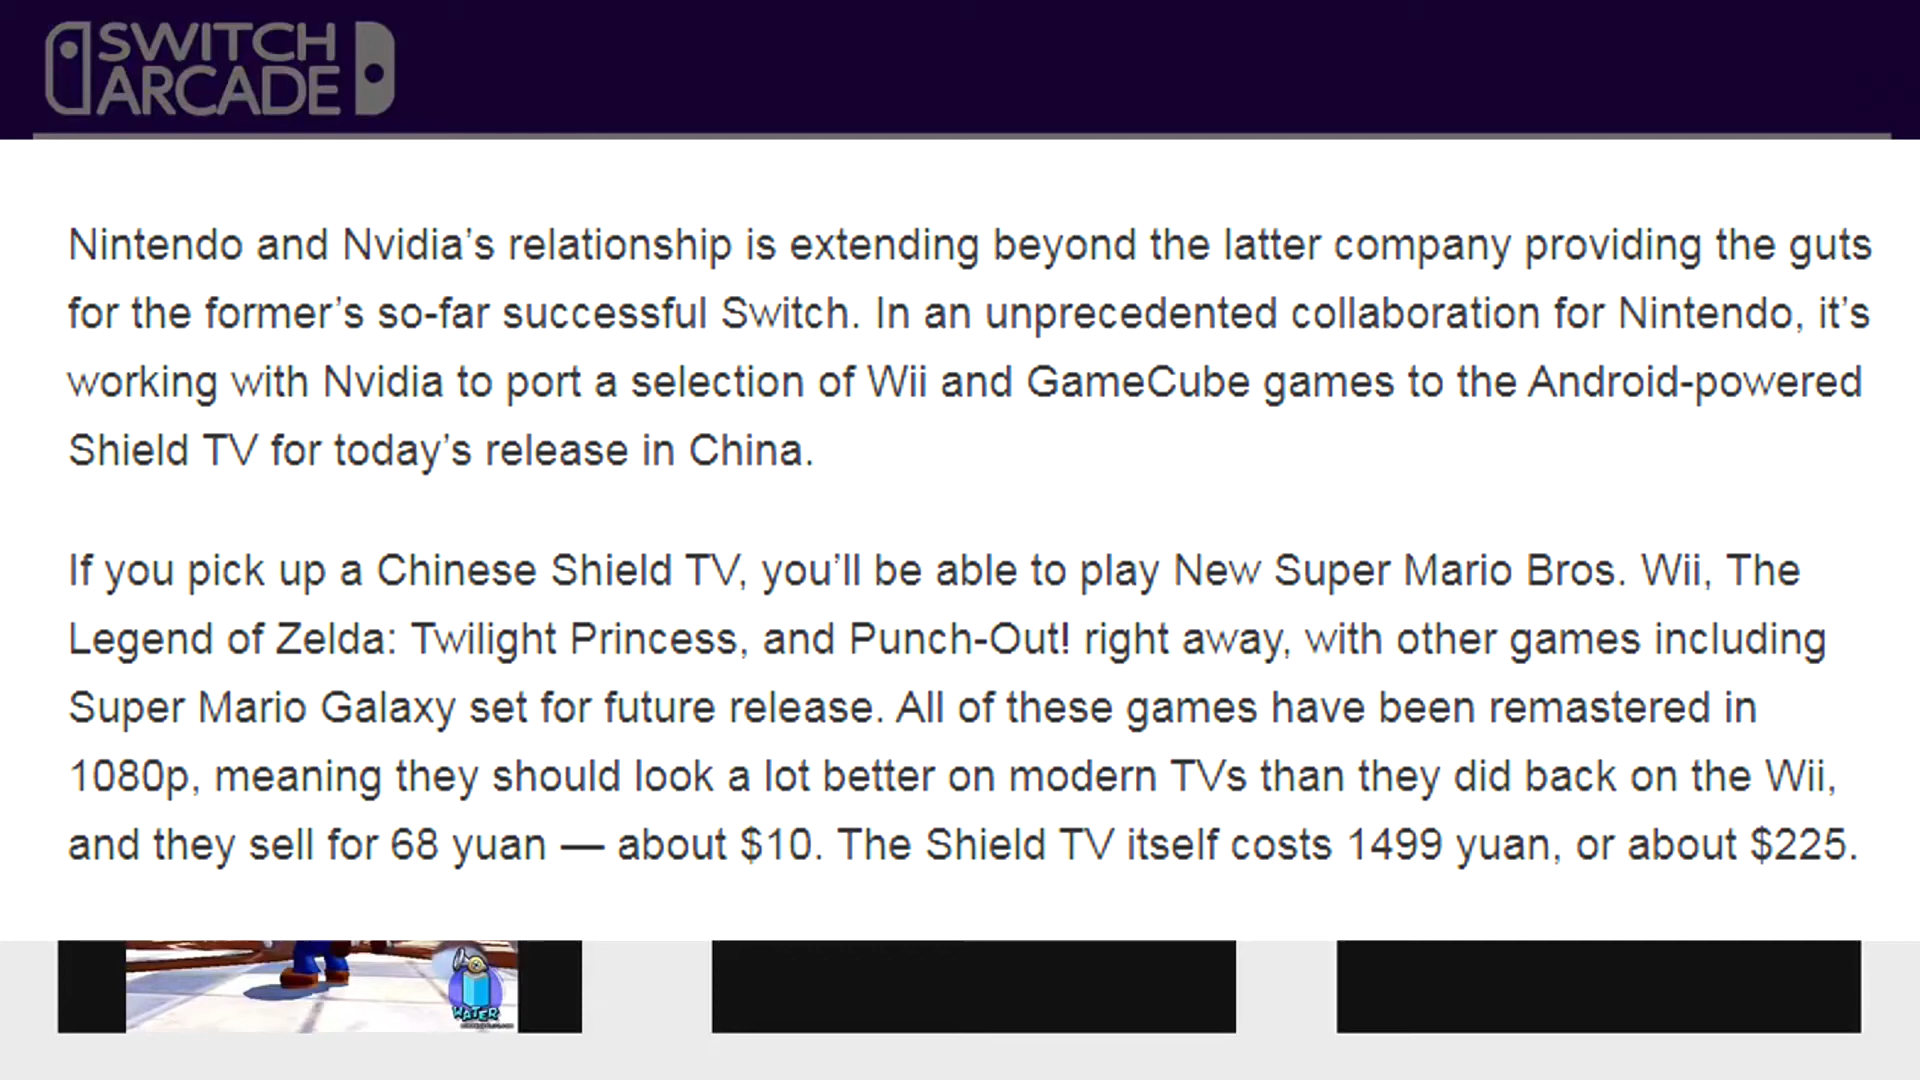 SWITCH
ARCADE
Nintendo and Nvidia’s relationship is extending beyond the latter company providing the guts
for the former’s so-far successful Switch. In an unprecedented collaboration for Nintendo, it’s
working with Nvidia to port a selection of Wii and GameCube games to the Android-powered
Shield TV for today’s release in China.
If you pick up a Chinese Shield TV, you’ll be able to play New Super Mario Bros. Wii, The
Legend of Zelda: Twilight Princess, and Punch-Out! right away, with other games including
Super Mario Galaxy set for future release. All of these games have been remastered in
1080p, meaning they should look a lot better on modern TVs than they did back on the Wii,
and they sell for 68 yuan — about $10. The Shield TV itself costs 1499 yuan, or about $225.
WATER